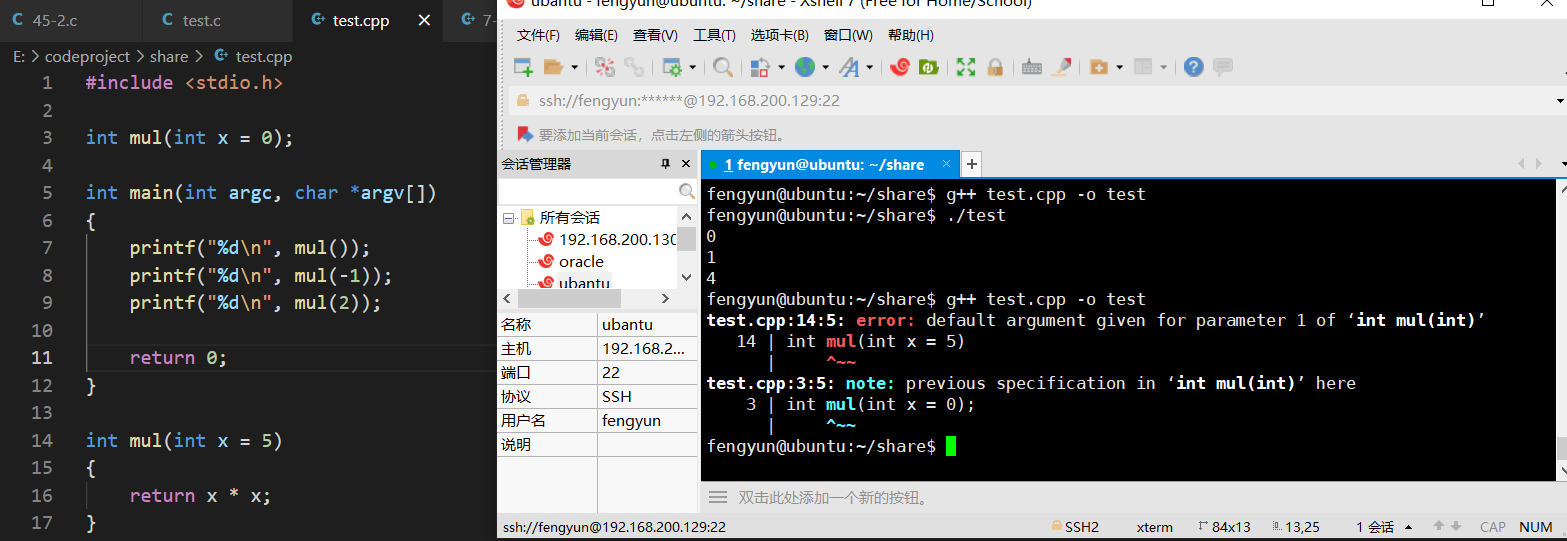 45-2.c test.c test.cpp 7-
E: codeproject share test.cpp
1 #include <stdio.h>
2
3 int mul(int x = 0);
4
5 int main(int argc, char *argv[])
6 {
7 printf("%d\n", mul());
8 printf("%d\n", mul(-1));
9 printf("%d\n", mul(2));
10
11 return 0;
12 }
13
14 int mul(int x = 5)
15 {
16 return x * x;
17 }
ubantu - fengyun@ubuntu: ~/share - Xshell 7 (Free for Home/School)
文件(F) 编辑(E) 查看(V) 工具(T) 选项卡(B) 窗口(W) 帮助(H)
ssh://fengyun:******@192.168.200.129:22
要添加当前会话，点击左侧的箭头按钮。
会话管理器
所有会话
192.168.200.130
oracle
ubantu
名称 ubantu
主机 192.168.2...
端口 22
协议 SSH
用户名 fengyun
说明
1 fengyun@ubuntu: ~/share
fengyun@ubuntu:~/share$ g++ test.cpp -o test
fengyun@ubuntu:~/share$ ./test
0
1
4
fengyun@ubuntu:~/share$ g++ test.cpp -o test
test.cpp:14:5: error: default argument given for parameter 1 of ‘int mul(int)’
14 | int mul(int x = 5)
| ^~~
test.cpp:3:5: note: previous specification in ‘int mul(int)’ here
3 | int mul(int x = 0);
| ^~~
fengyun@ubuntu:~/share$
双击此处添加一个新的按钮。
ssh://fengyun@192.168.200.129:22 SSH2 xterm 84x13 13,25 1 会话 CAP NUM